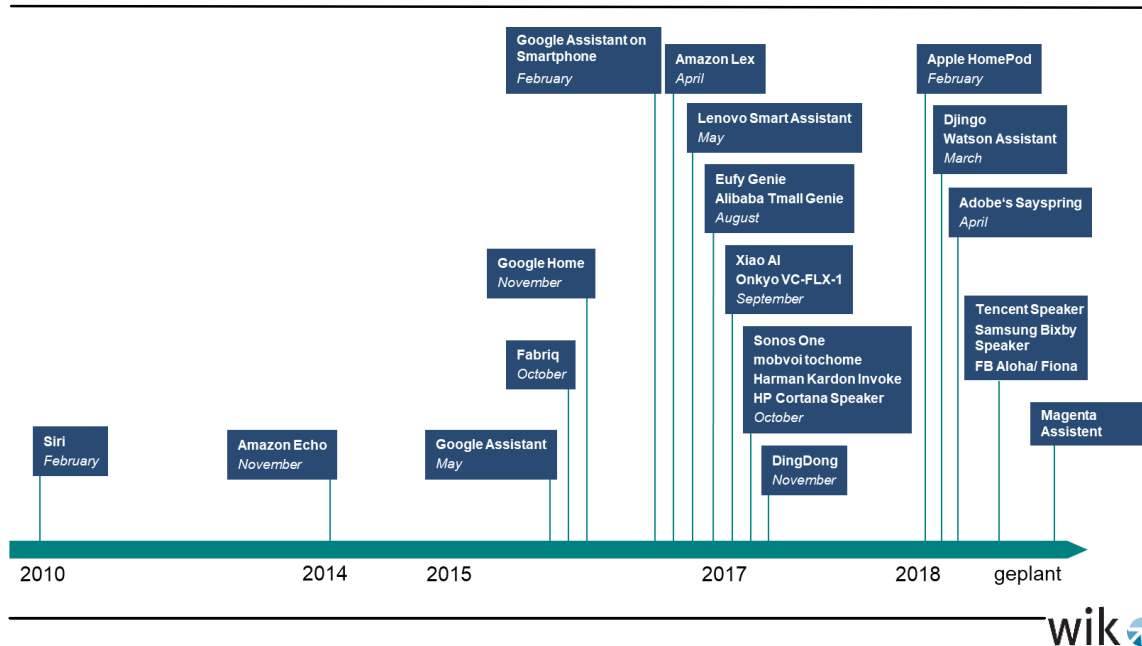 Google Assistant on
Smartphone
February
Amazon Lex
April
Apple HomePod
February
Lenovo Smart Assistant
May
Djingo
Watson Assistant
March
Eufy Genie
Alibaba Tmall Genie
August
Adobe‘s Sayspring
April
Google Home
November
Xiao AI
Onkyo VC-FLX-1
September
Tencent Speaker
Samsung Bixby
Speaker
FB Aloha/ Fiona
Fabriq
October
Sonos One
mobvoi tochome
Harman Kardon Invoke
HP Cortana Speaker
October
Magenta
Assistent
Siri
February
Amazon Echo
November
Google Assistant
May
DingDong
November
2010
2014
2015
2017
2018
geplant
wik